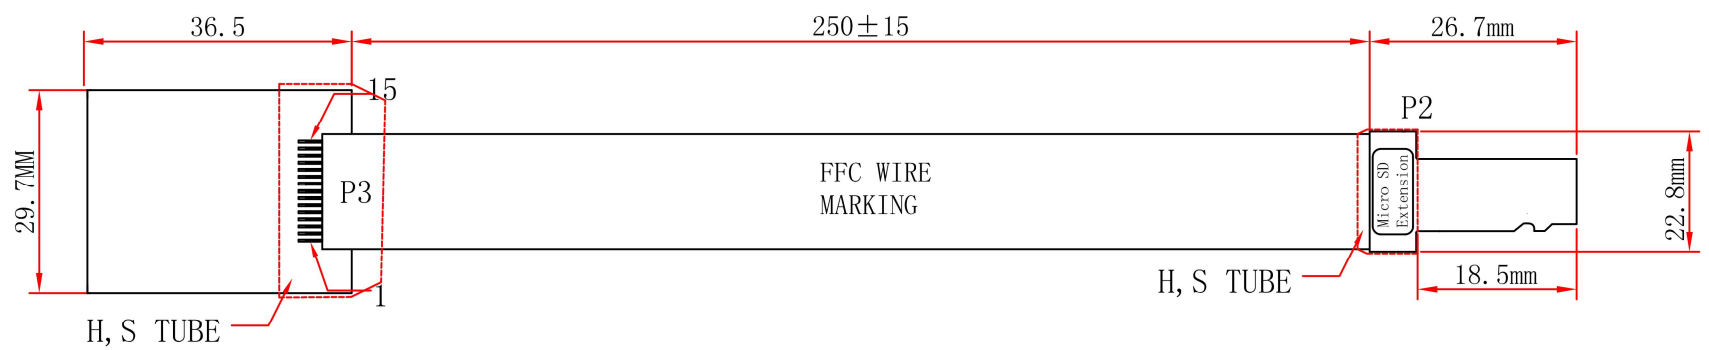 36.5
250±15
26.7mm
15
P2
29.7MM
P3
FFC WIRE
MARKING
Micro SD
Extension
22.8mm
H,S TUBE
18.5mm
1
H,S TUBE